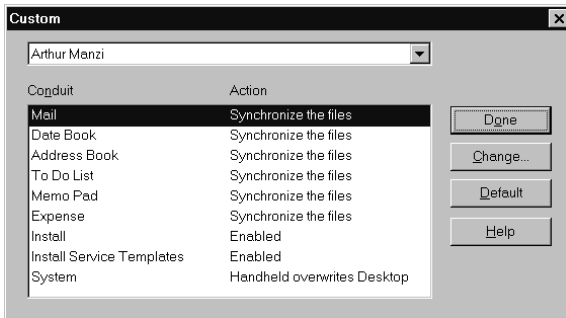 Custom
Arthur Manzi
Conduit Action
Mail Synchronize the files
Date Book Synchronize the files
Address Book Synchronize the files
To Do List Synchronize the files
Memo Pad Synchronize the files
Expense Synchronize the files
Install Enabled
Install Service Templates Enabled
System Handheld overwrites Desktop
Done
Change...
Default
Help